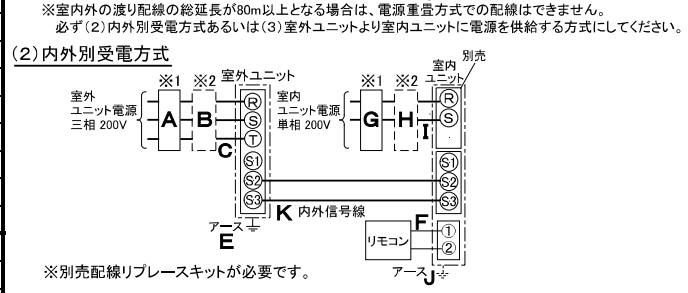 ※室内外の渡り配線の総延長が80m以上となる場合は、電源重畳方式での配線はできません。
必ず(2)内外別受電方式あるいは(3)室外ユニットより室内ユニットに電源を供給する方式にしてください。
(2)内外別受電方式
※1 ※2 室外ユニット
室外
ユニット電源
三相 200V
A B C
R
S
T
S1
S2
S3
アース
E
※1 ※2
室内
ユニット
別売
室内
ユニット電源
単相 200V
G H I
R
S
S1
S2
S3
K 内外信号線
リモコン
F
①
②
アース
J
※別売配線リプレースキットが必要です。